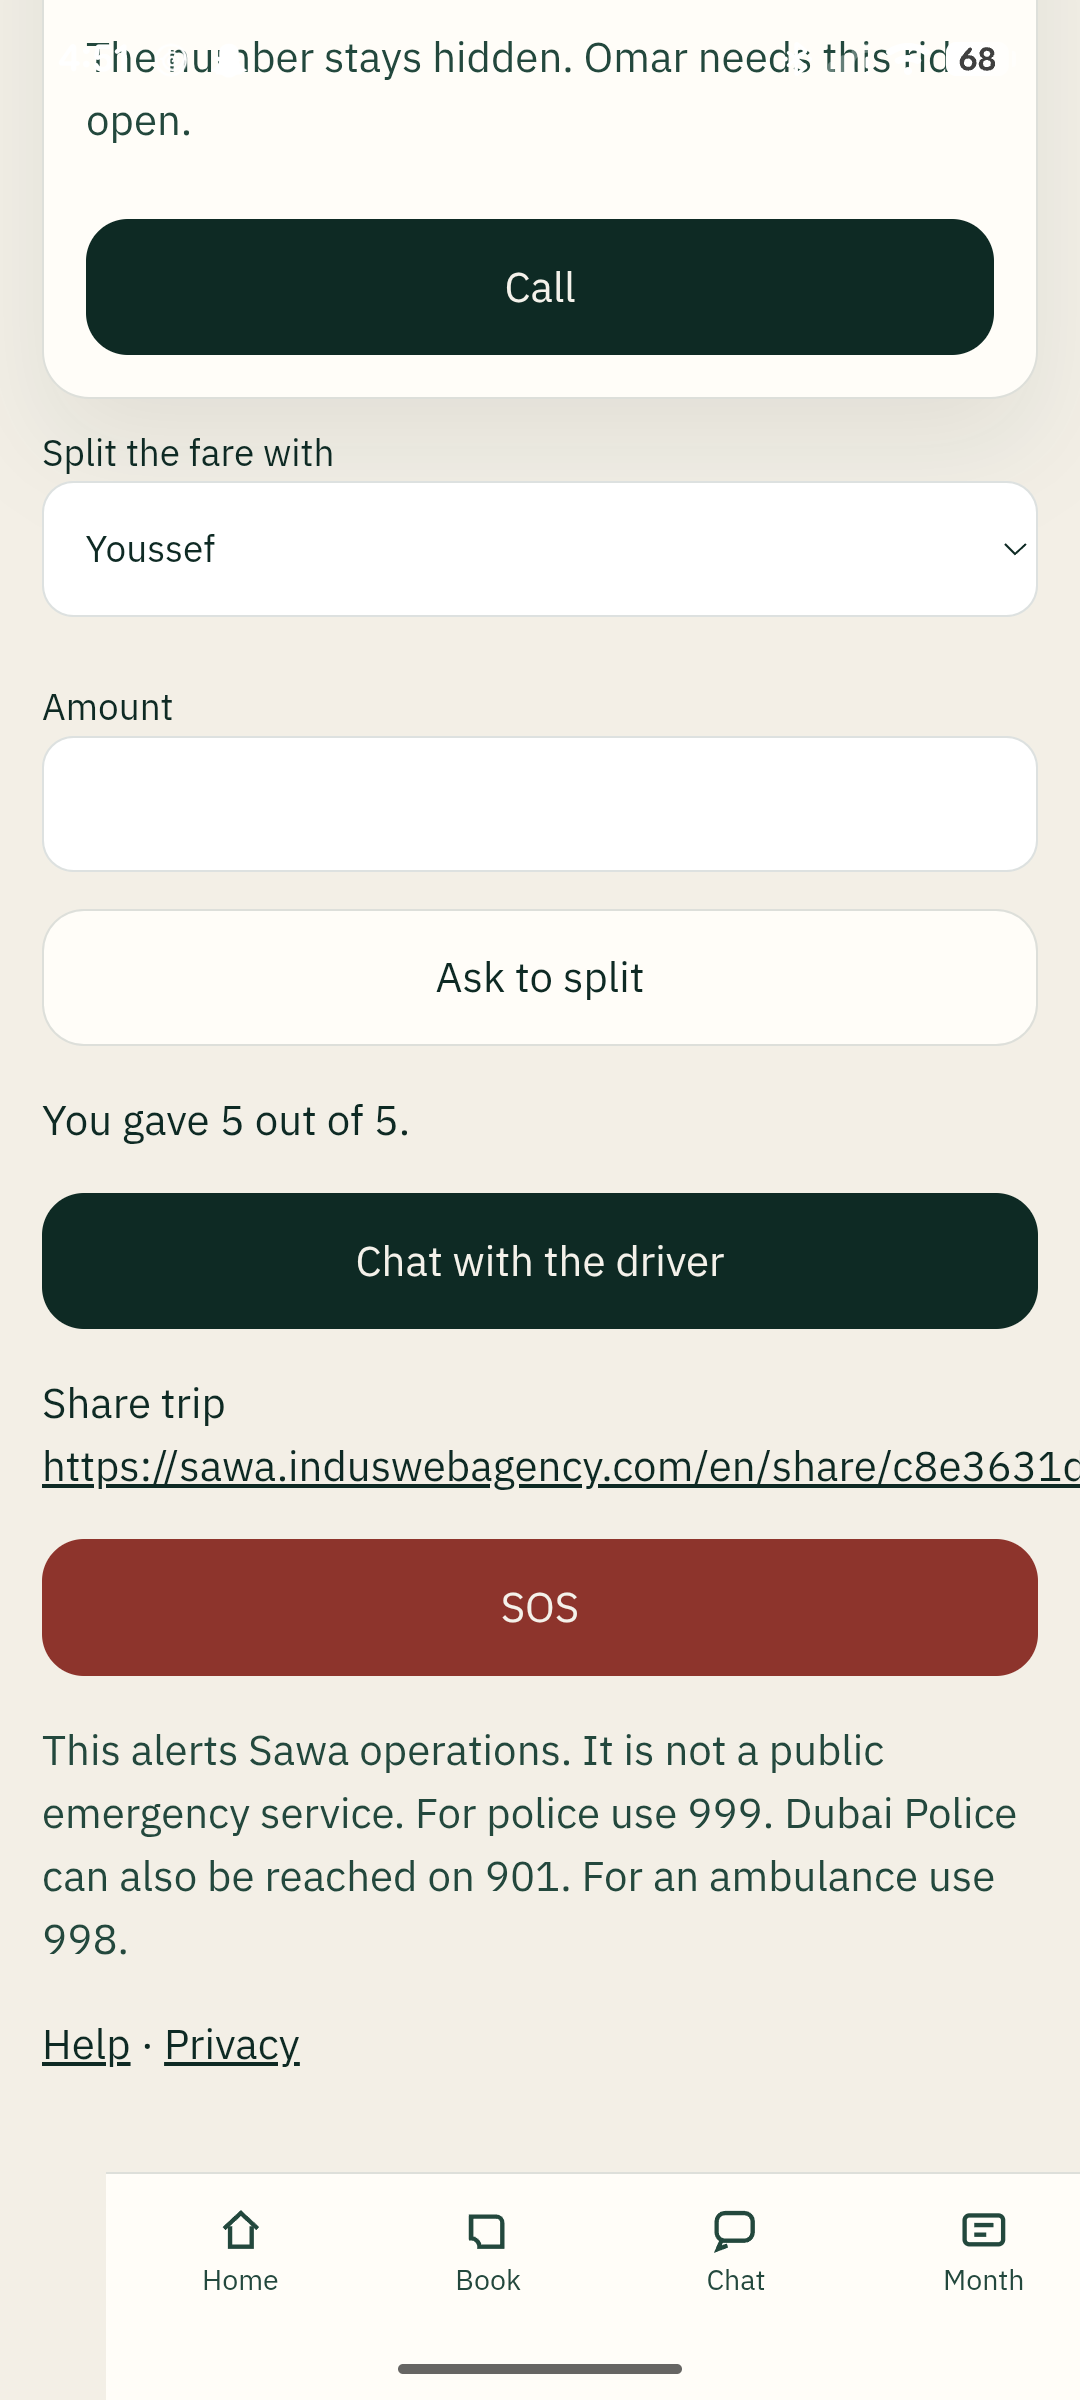 The number stays hidden. Omar needs this
open.
68
Call
Split the fare with
Youssef
Amount
Ask to split
You gave 5 out of 5.
Chat with the driver
Share trip
https://sawa.induswebagency.com/en/share/c8e3631
SOS
This alerts Sawa operations. It is not a public
emergency service. For police use 999. Dubai Police
can also be reached on 901. For an ambulance use
998.
Help · Privacy
Home
Book
Chat
Month